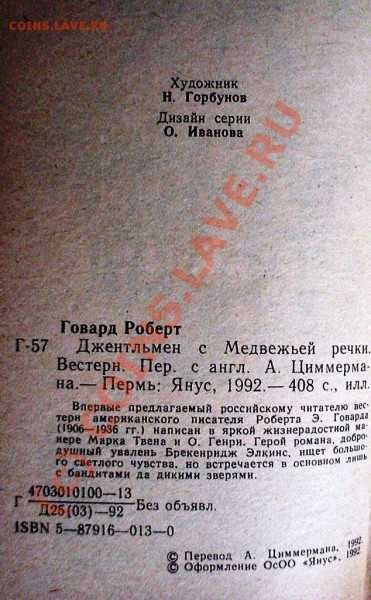 COINS.LAVE.RU
Художник
Н. Горбунов
Дизайн серии
О. Иванова
COINS.LAVE.RU
Говард Роберт
Г-57 Джентльмен с Медвежьей речки.
Вестерн. Пер. с англ. А. Циммерма-
на.— Пермь: Янус, 1992.— 408 с., илл.
Впервые предлагаемый российскому читателю вес-
терн американского писателя Роберта Э. Говарда
(1906—1936 гг.) написан в яркой жизнерадостной ма-
нере Марка Твена и О. Генри. Герой романа, добро-
душный увалень Брекенридж Элкинс, ищет большо-
го светлого чувства, но встречается в основном лишь
с бандитами да дикими зверями.
4703010100—13
Г Без объявл.
Д25(03)—92
ISBN 5—87916—013—0
© Перевод А. Циммермана, 1992.
© Оформление ОсОО «Янус», 1992.